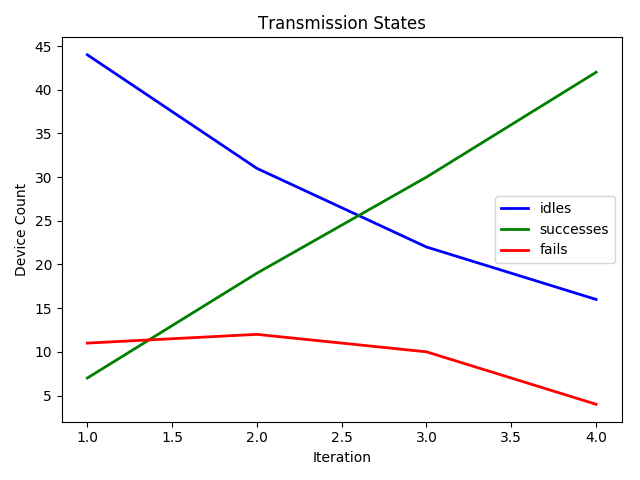 Transmission States
45
40
35
30
25
20
15
10
5
Device Count
idles
successes
fails
1.0 1.5 2.0 2.5 3.0 3.5 4.0
Iteration